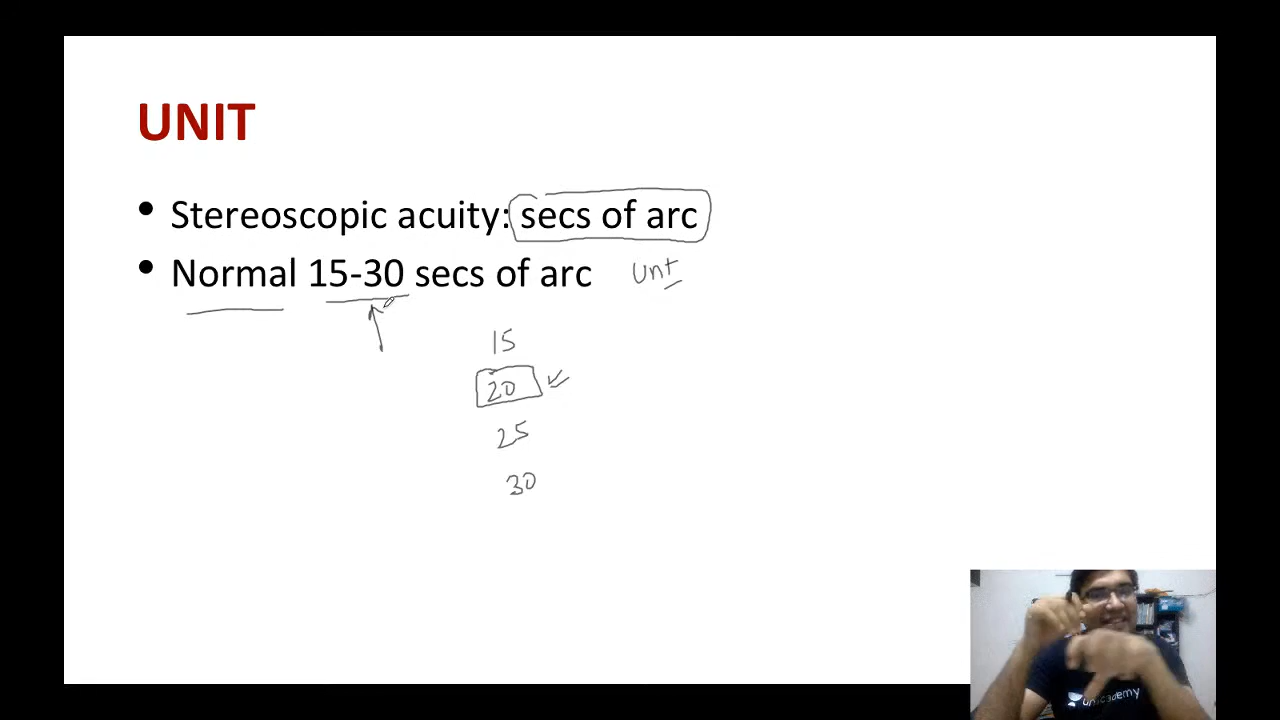 UNIT
• Stereoscopic acuity: secs of arc
• Normal 15-30 secs of arc unt
15
20
25
30
unacademy